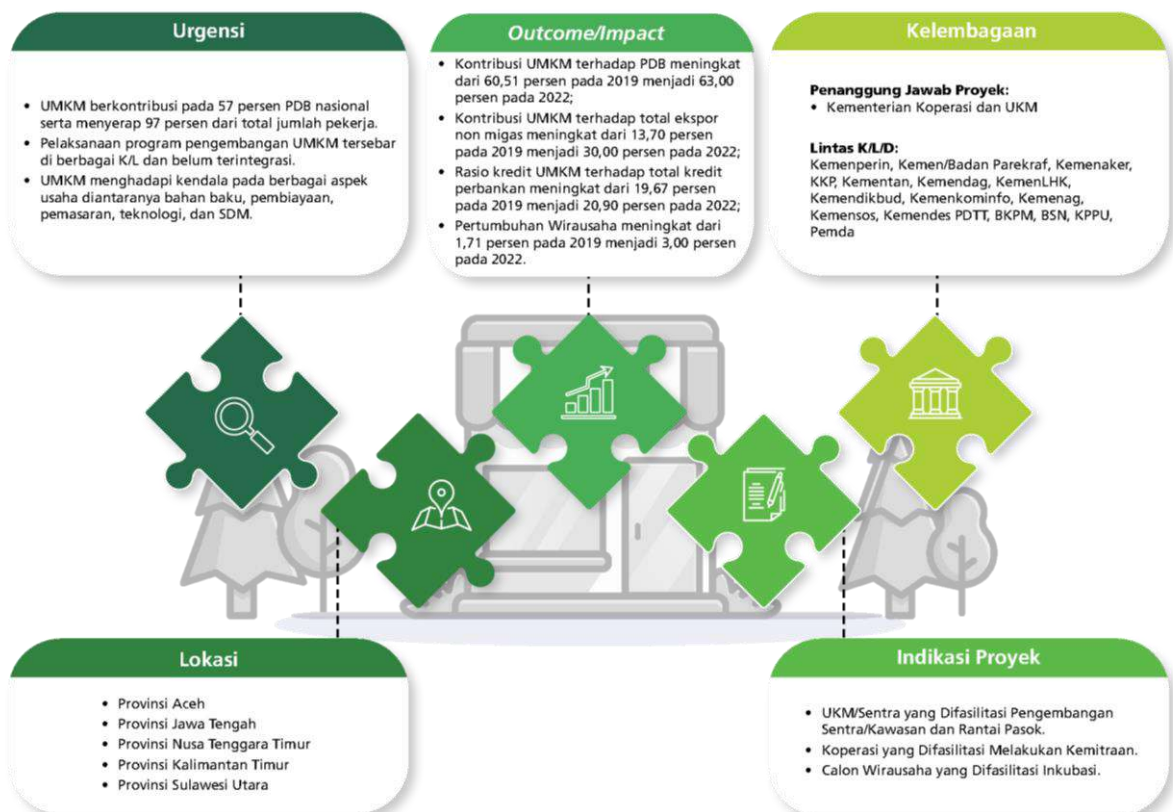 Urgensi
• UMKM berkontribusi pada 57 persen PDB nasional
serta menyerap 97 persen dari total jumlah pekerja.
• Pelaksanaan program pengembangan UMKM tersebar
di berbagai K/L dan belum terintegrasi.
• UMKM menghadapi kendala pada berbagai aspek
usaha diantaranya bahan baku, pembiayaan,
pemasaran, teknologi, dan SDM.
Outcome/Impact
• Kontribusi UMKM terhadap PDB meningkat
dari 60,51 persen pada 2019 menjadi 63,00
persen pada 2022;
• Kontribusi UMKM terhadap total ekspor
non migas meningkat dari 13,70 persen
pada 2019 menjadi 30,00 persen pada 2022;
• Rasio kredit UMKM terhadap total kredit
perbankan meningkat dari 19,67 persen
pada 2019 menjadi 20,90 persen pada 2022;
• Pertumbuhan Wirausaha meningkat dari
1,71 persen pada 2019 menjadi 3,00 persen
pada 2022.
Kelembagaan
Penanggung Jawab Proyek:
• Kementerian Koperasi dan UKM
Lintas K/L/D:
Kemenperin, Kemen/Badan Parekraf, Kemenaker,
KKP, Kementan, Kemendag, KemenLHK,
Kemendikbud, Kemenkominfo, Kemenag,
Kemensos, Kemendes PDTT, BKPM, BSN, KPPU,
Pemda
Lokasi
• Provinsi Aceh
• Provinsi Jawa Tengah
• Provinsi Nusa Tenggara Timur
• Provinsi Kalimantan Timur
• Provinsi Sulawesi Utara
Indikasi Proyek
• UKM/Sentra yang Difasilitasi Pengembangan
Sentra/Kawasan dan Rantai Pasok.
• Koperasi yang Difasilitasi Melakukan Kemitraan.
• Calon Wirausaha yang Difasilitasi Inkubasi.